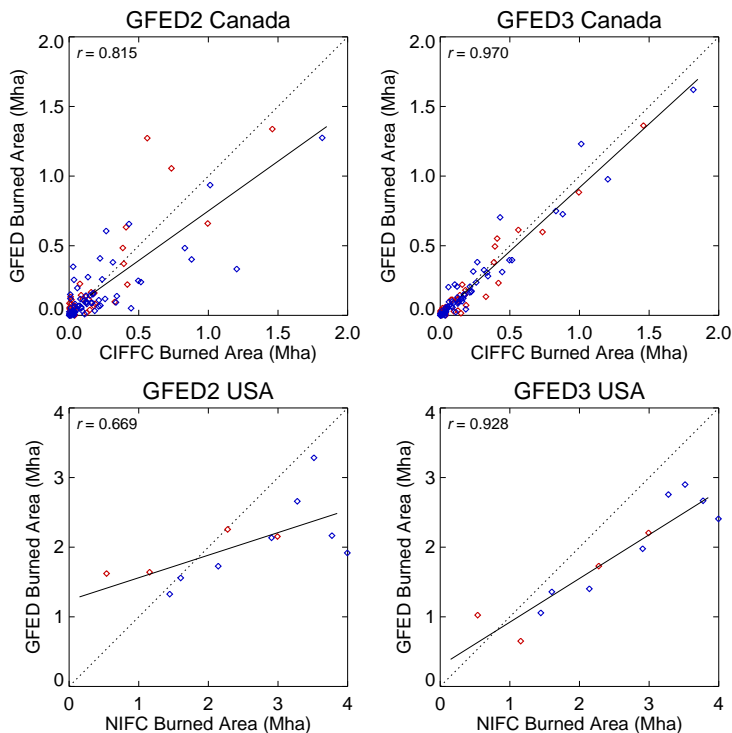 GFED2 Canada
r = 0.815
GFED Burned Area (Mha)
2.0
1.5
1.0
0.5
0.0
0.0 0.5 1.0 1.5 2.0
CIFFC Burned Area (Mha)
GFED3 Canada
r = 0.970
GFED Burned Area (Mha)
2.0
1.5
1.0
0.5
0.0
0.0 0.5 1.0 1.5 2.0
CIFFC Burned Area (Mha)
GFED2 USA
r = 0.669
GFED Burned Area (Mha)
4
3
2
1
0
0 1 2 3 4
NIFC Burned Area (Mha)
GFED3 USA
r = 0.928
GFED Burned Area (Mha)
4
3
2
1
0
0 1 2 3 4
NIFC Burned Area (Mha)